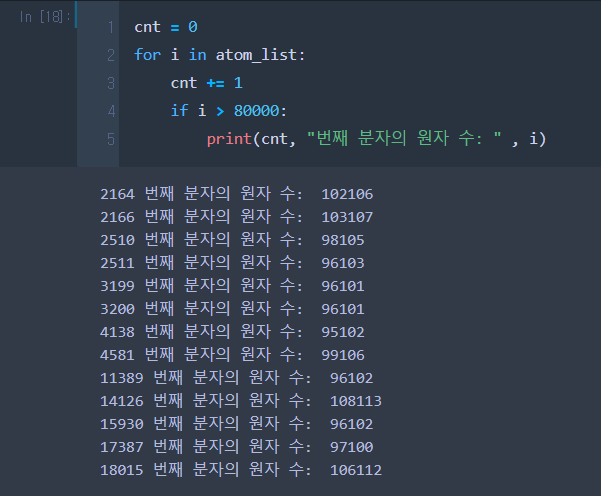 In [18]:
1 cnt = 0
2 for i in atom_list:
3     cnt += 1
4     if i > 80000:
5         print(cnt, "번째 분자의 원자 수: " , i)
2164 번째 분자의 원자 수:  102106
2166 번째 분자의 원자 수:  103107
2510 번째 분자의 원자 수:  98105
2511 번째 분자의 원자 수:  96103
3199 번째 분자의 원자 수:  96101
3200 번째 분자의 원자 수:  96101
4138 번째 분자의 원자 수:  95102
4581 번째 분자의 원자 수:  99106
11389 번째 분자의 원자 수:  96102
14126 번째 분자의 원자 수:  108113
15930 번째 분자의 원자 수:  96102
17387 번째 분자의 원자 수:  97100
18015 번째 분자의 원자 수:  106112